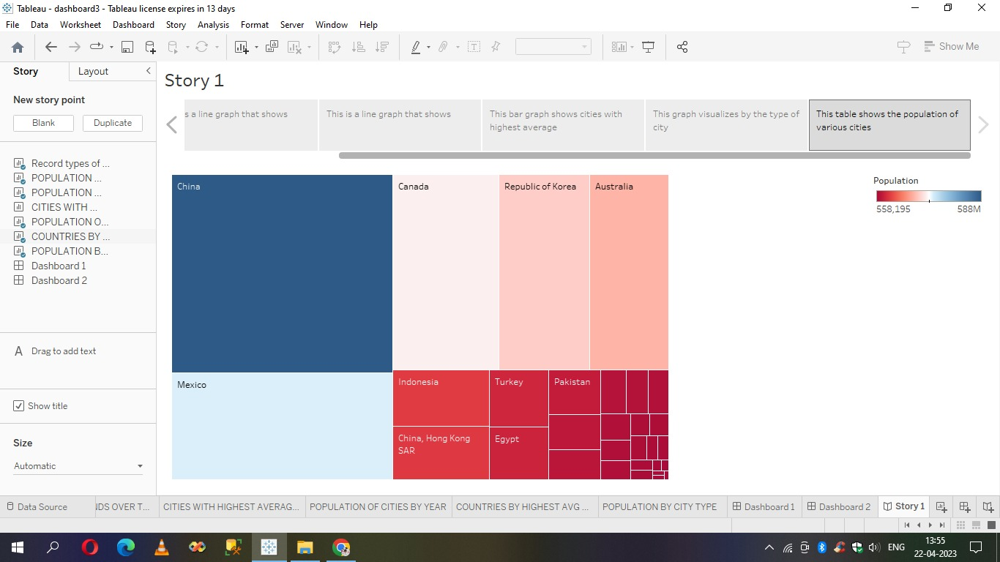 Tableau - dashboard3 - Tableau license expires in 13 days
File Data Worksheet Dashboard Story Analysis Format Server Window Help
Show Me
Story Layout
New story point
Blank Duplicate
Record types of ...
POPULATION ...
POPULATION ...
CITIES WITH ...
POPULATION O...
COUNTRIES BY ...
POPULATION B...
Dashboard 1
Dashboard 2
A Drag to add text
Show title
Size
Automatic
Story 1
s a line graph that shows
This is a line graph that shows
This bar graph shows cities with
highest average
This graph visualizes by the type of
city
This table shows the population of
various cities
China
Canada
Republic of Korea
Australia
Mexico
Indonesia
Turkey
Pakistan
China, Hong Kong
SAR
Egypt
Population
558,195 588M
Data Source
IDS OVER T...
CITIES WITH HIGHEST AVERAG...
POPULATION OF CITIES BY YEAR
COUNTRIES BY HIGHEST AVG ...
POPULATION BY CITY TYPE
Dashboard 1
Dashboard 2
Story 1
ENG
13:55
22-04-2023